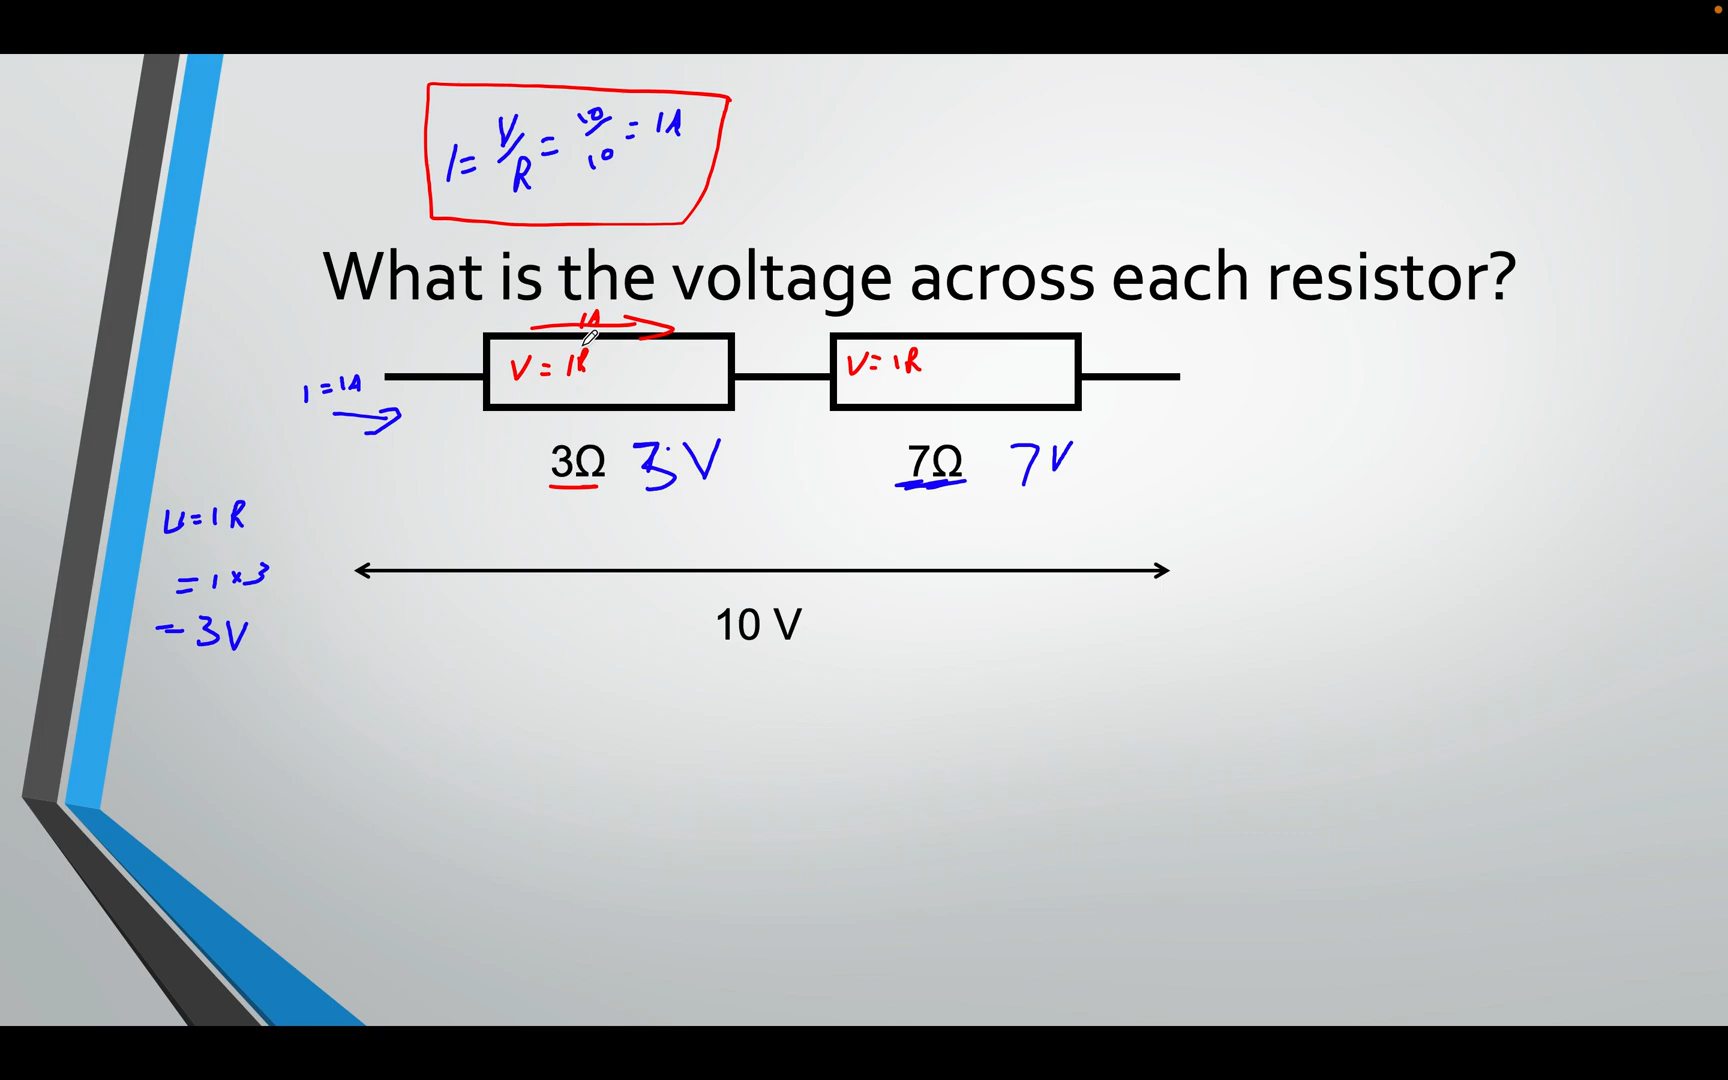 I = V/R = 10/10 = 1A
What is the voltage across each resistor?
1A
V = IR
V = IR
I = 1A
3Ω 3V
7Ω 7V
V = IR
= 1 × 3
= 3V
10 V